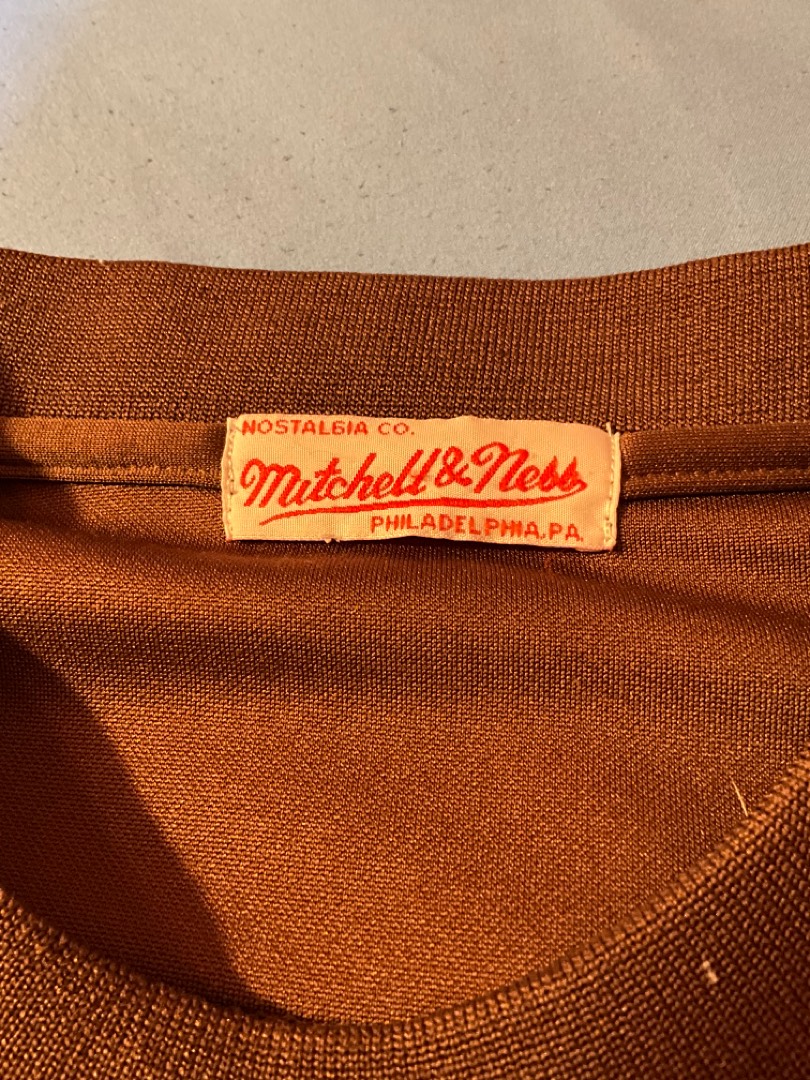 NOSTALGIA CO.
Mitchell & Ness
PHILADELPHIA, PA.